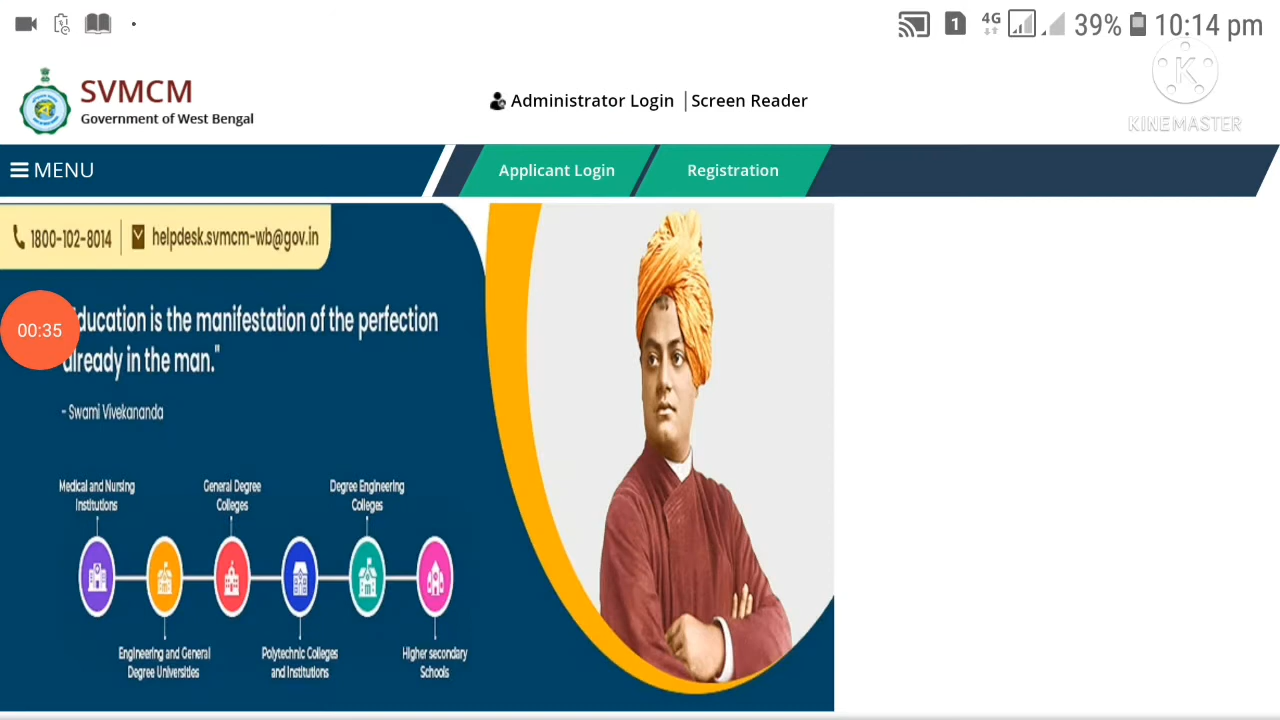 1 4G 39% 10:14 pm
SVMCM
Government of West Bengal
Administrator Login | Screen Reader
K
KINEMASTER
MENU
Applicant Login
Registration
1800-102-8014 | helpdesk.svmcm-wb@gov.in
00:35
ducation is the manifestation of the perfection
already in the man."
- Swami Vivekananda
Medical and Nursing
Institutions
General Degree
Colleges
Degree Engineering
Colleges
Engineering and General
Degree Universities
Polytechnic Colleges
and Institutions
Higher secondary
Schools